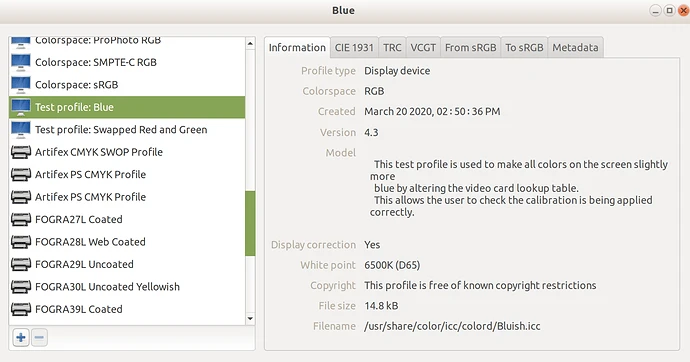 Blue
Colorspace: ProPhoto RGB
Colorspace: SMPTE-C RGB
Colorspace: sRGB
Test profile: Blue
Test profile: Swapped Red and Green
Artifex CMYK SWOP Profile
Artifex PS CMYK Profile
Artifex PS CMYK Profile
FOGRA27L Coated
FOGRA28L Web Coated
FOGRA29L Uncoated
FOGRA30L Uncoated Yellowish
FOGRA39L Coated
Information CIE 1931 TRC VCGT From sRGB To sRGB Metadata
Profile type Display device
Colorspace RGB
Created March 20 2020, 02:50:36 PM
Version 4.3
Model
This test profile is used to make all colors on the screen slightly
more
blue by altering the video card lookup table.
This allows the user to check the calibration is being applied
correctly.
Display correction Yes
White point 6500K (D65)
Copyright This profile is free of known copyright restrictions
File size 14.8 kB
Filename /usr/share/color/icc/colord/Bluish.icc